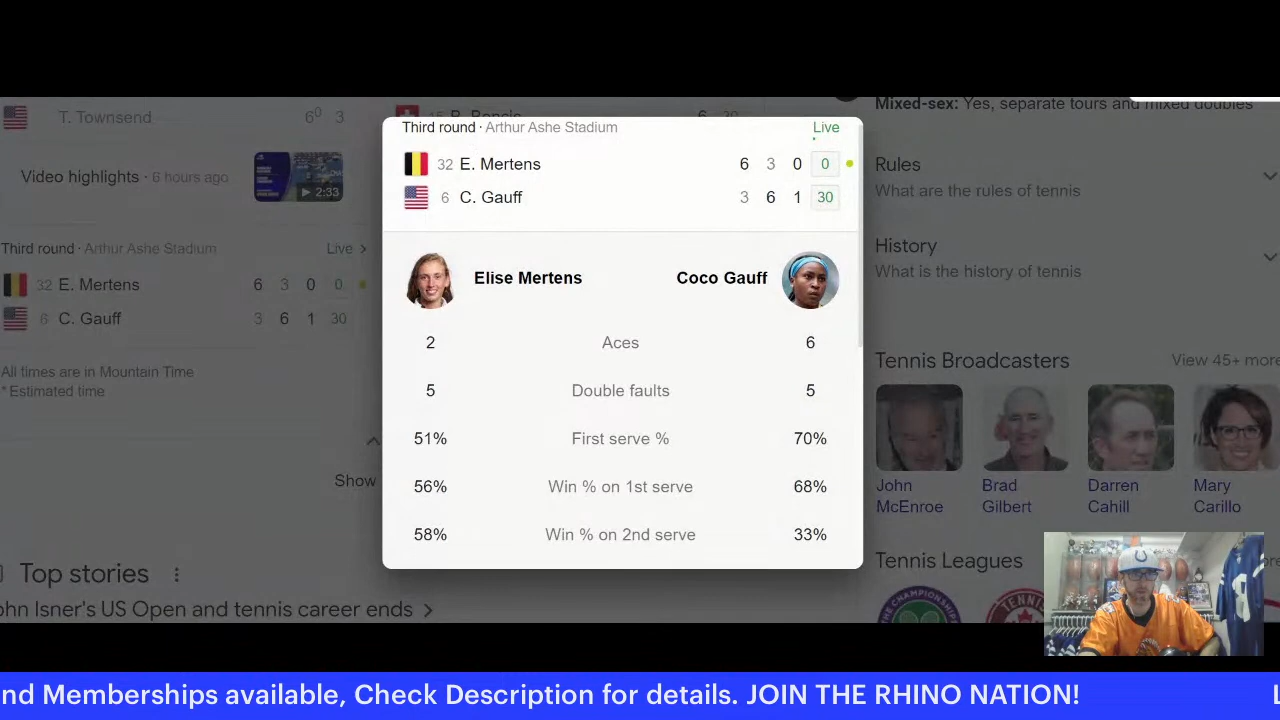 T. Townsend 6⁰ 3
Video highlights · 6 hours ago
2:33
Third round · Arthur Ashe Stadium Live
32 E. Mertens 6 3 0 0
6 C. Gauff 3 6 1 30
All times are in Mountain Time
* Estimated time
Show
Top stories
ohn Isner's US Open and tennis career ends
Third round · Arthur Ashe Stadium Live
32 E. Mertens 6 3 0 0
6 C. Gauff 3 6 1 30
Elise Mertens Coco Gauff
2 Aces 6
5 Double faults 5
51% First serve % 70%
56% Win % on 1st serve 68%
58% Win % on 2nd serve 33%
Mixed-sex: Yes, separate tours and mixed doubles
Rules
What are the rules of tennis
History
What is the history of tennis
Tennis Broadcasters View 45+ more
John McEnroe
Brad Gilbert
Darren Cahill
Mary Carillo
Tennis Leagues
THE CHAMPIONSHIPS
TENNIS
nd Memberships available, Check Description for details. JOIN THE RHINO NATION!